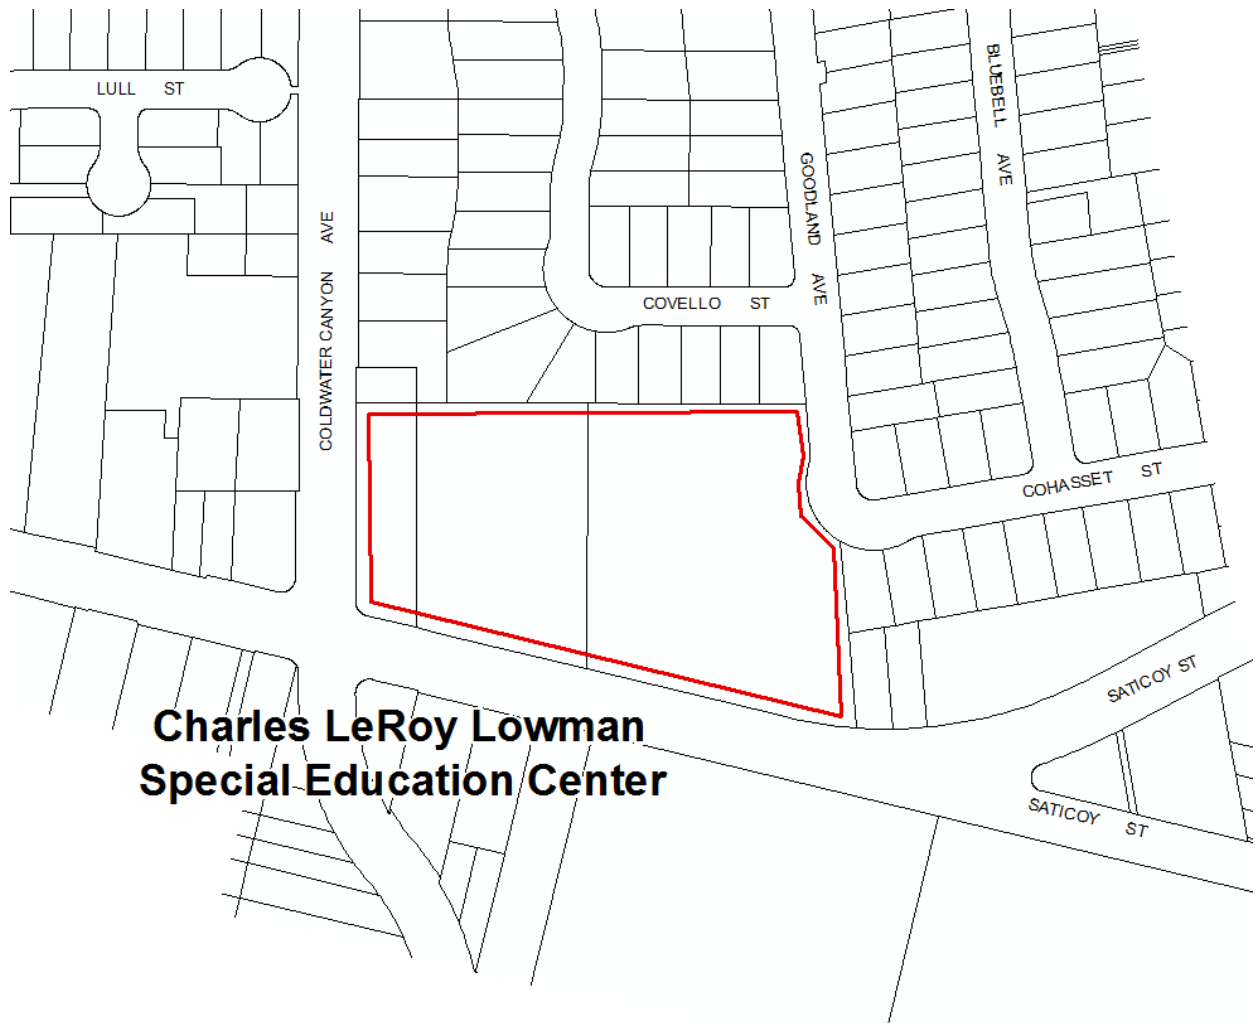 LULL ST
BLUEBELL AVE
GOODLAND AVE
COLDWATER CANYON AVE
COVELLO ST
COHASSET ST
SATICOY ST
Charles LeRoy Lowman
Special Education Center
SATICOY ST